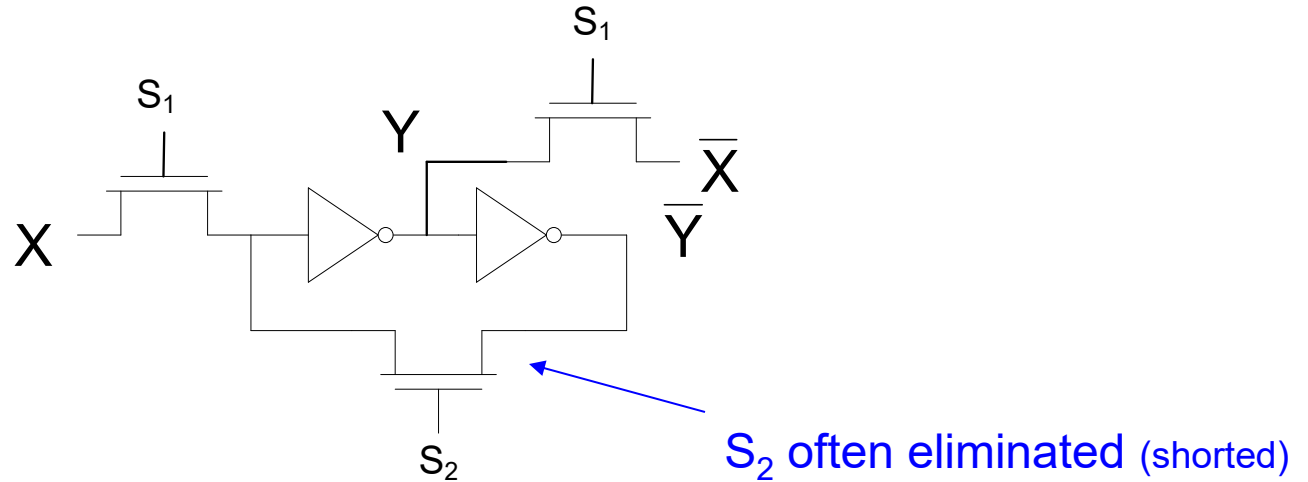 S₁
S₁
Y
X̅
X
Y̅
S₂
S₂ often eliminated (shorted)